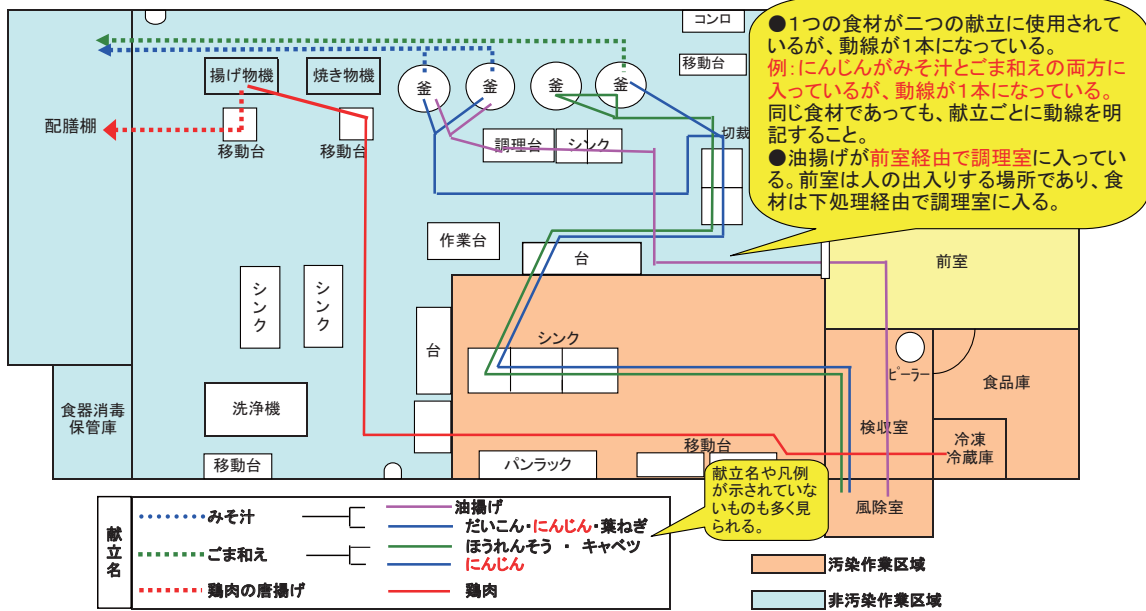 コンロ
移動台
揚げ物機
焼き物機
釜
釜
釜
釜
配膳棚
移動台
移動台
調理台
シンク
切裁
作業台
台
シンク
シンク
台
シンク
前室
ピーラー
食品庫
検収室
冷凍
冷蔵庫
風除室
食器消毒
保管庫
洗浄機
移動台
パンラック
移動台
●1つの食材が二つの献立に使用されて
いるが、動線が1本になっている。
例:にんじんがみそ汁とごま和えの両方に
入っているが、動線が1本になっている。
同じ食材であっても、献立ごとに動線を明
記すること。
●油揚げが前室経由で調理室に入ってい
る。前室は人の出入りする場所であり、食
材は下処理経由で調理室に入る。
献立名や凡例
が示されていな
いものも多く見
られる。
献立名
みそ汁
油揚げ
だいこん・にんじん・葉ねぎ
ごま和え
ほうれんそう ・ キャベツ
にんじん
鶏肉の唐揚げ
鶏肉
汚染作業区域
非汚染作業区域